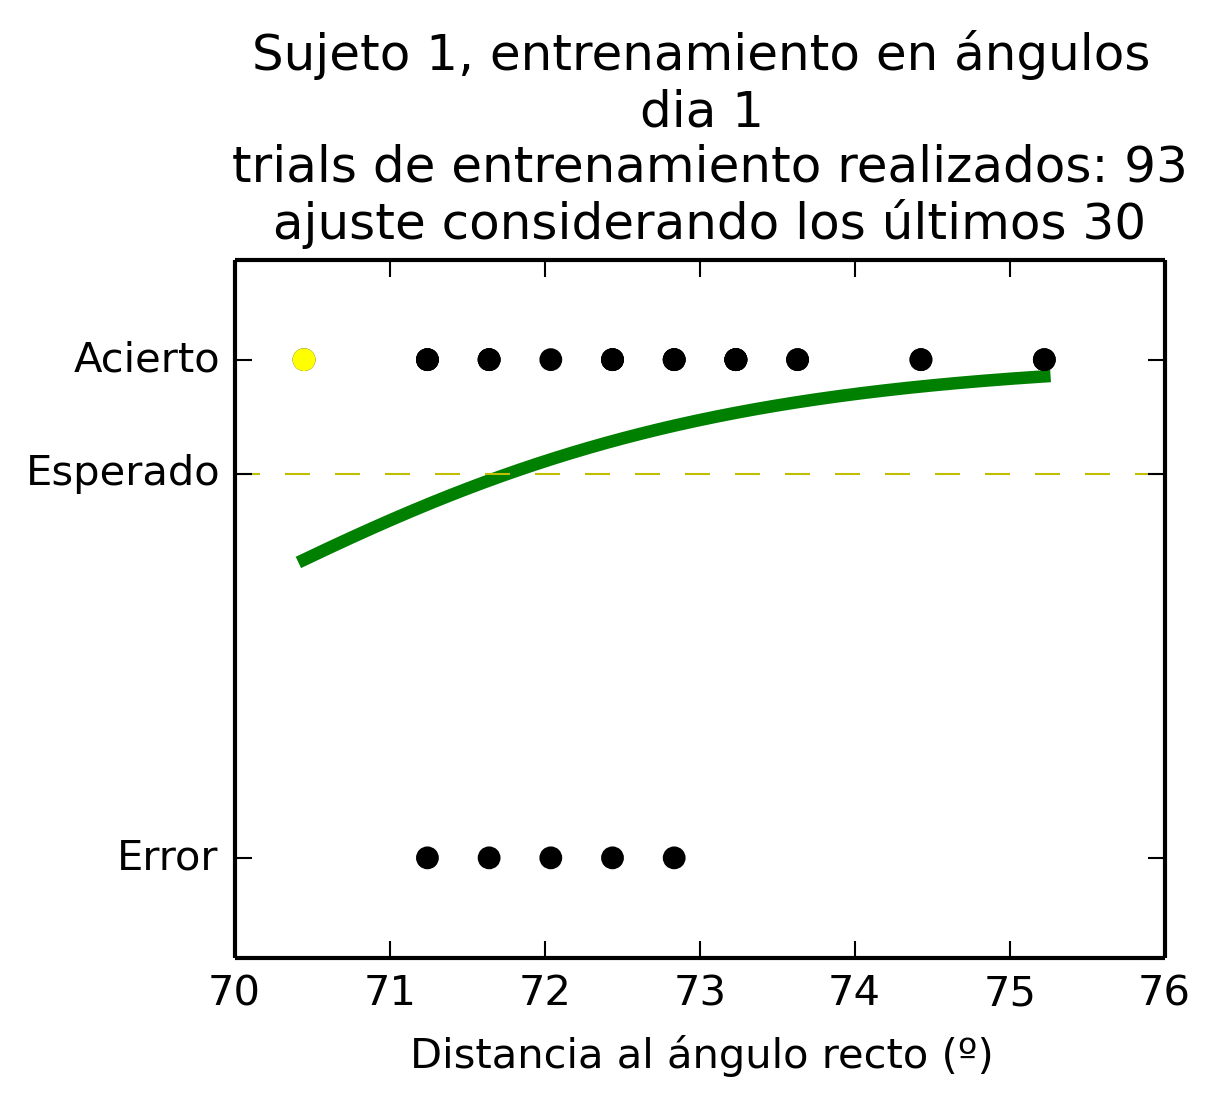 Sujeto 1, entrenamiento en ángulos
dia 1
trials de entrenamiento realizados: 93
ajuste considerando los últimos 30
Acierto
Esperado
Error
70 71 72 73 74 75 76
Distancia al ángulo recto (º)